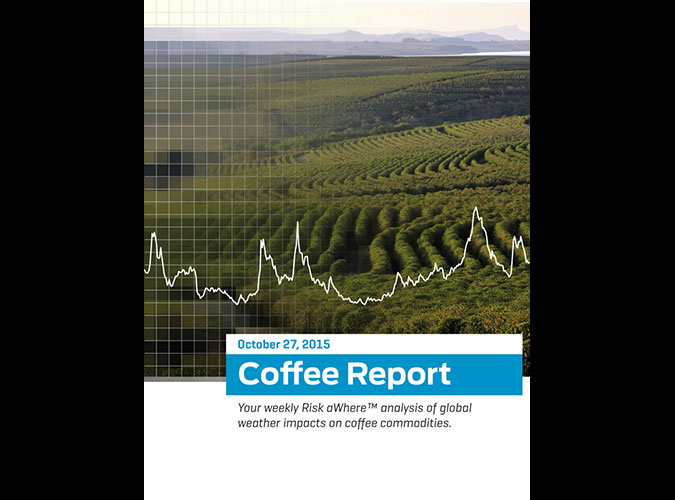 October 27, 2015
Coffee Report
Your weekly Risk aWhere™ analysis of global
weather impacts on coffee commodities.